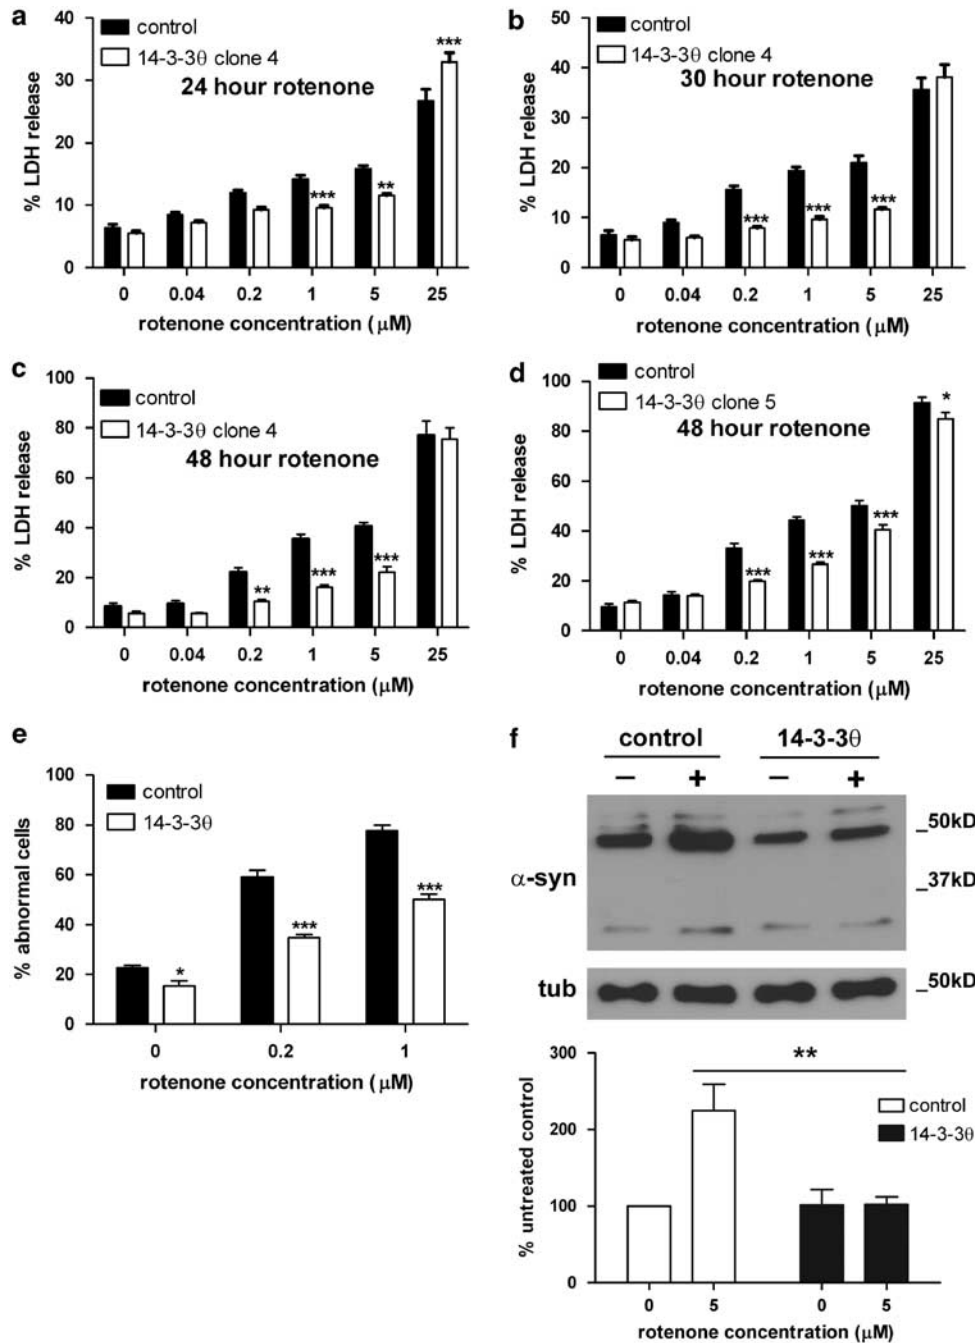 a
40
30
20
10
0
% LDH release
control
14-3-3θ clone 4
24 hour rotenone
***
***
**
0 0.04 0.2 1 5 25
rotenone concentration (μM)
b
50
40
30
20
10
0
% LDH release
control
14-3-3θ clone 4
30 hour rotenone
***
***
***
0 0.04 0.2 1 5 25
rotenone concentration (μM)
c
100
80
60
40
20
0
% LDH release
control
14-3-3θ clone 4
48 hour rotenone
**
***
***
0 0.04 0.2 1 5 25
rotenone concentration (μM)
d
100
80
60
40
20
0
% LDH release
control
14-3-3θ clone 5
48 hour rotenone
***
***
***
*
0 0.04 0.2 1 5 25
rotenone concentration (μM)
e
100
80
60
40
20
0
% abnormal cells
control
14-3-3θ
*
***
***
0 0.2 1
rotenone concentration (μM)
f
control 14-3-3θ
– + – +
α-syn
_50kD
_37kD
tub
_50kD
300
200
100
0
% untreated control
**
control
14-3-3θ
0 5 0 5
rotenone concentration (μM)